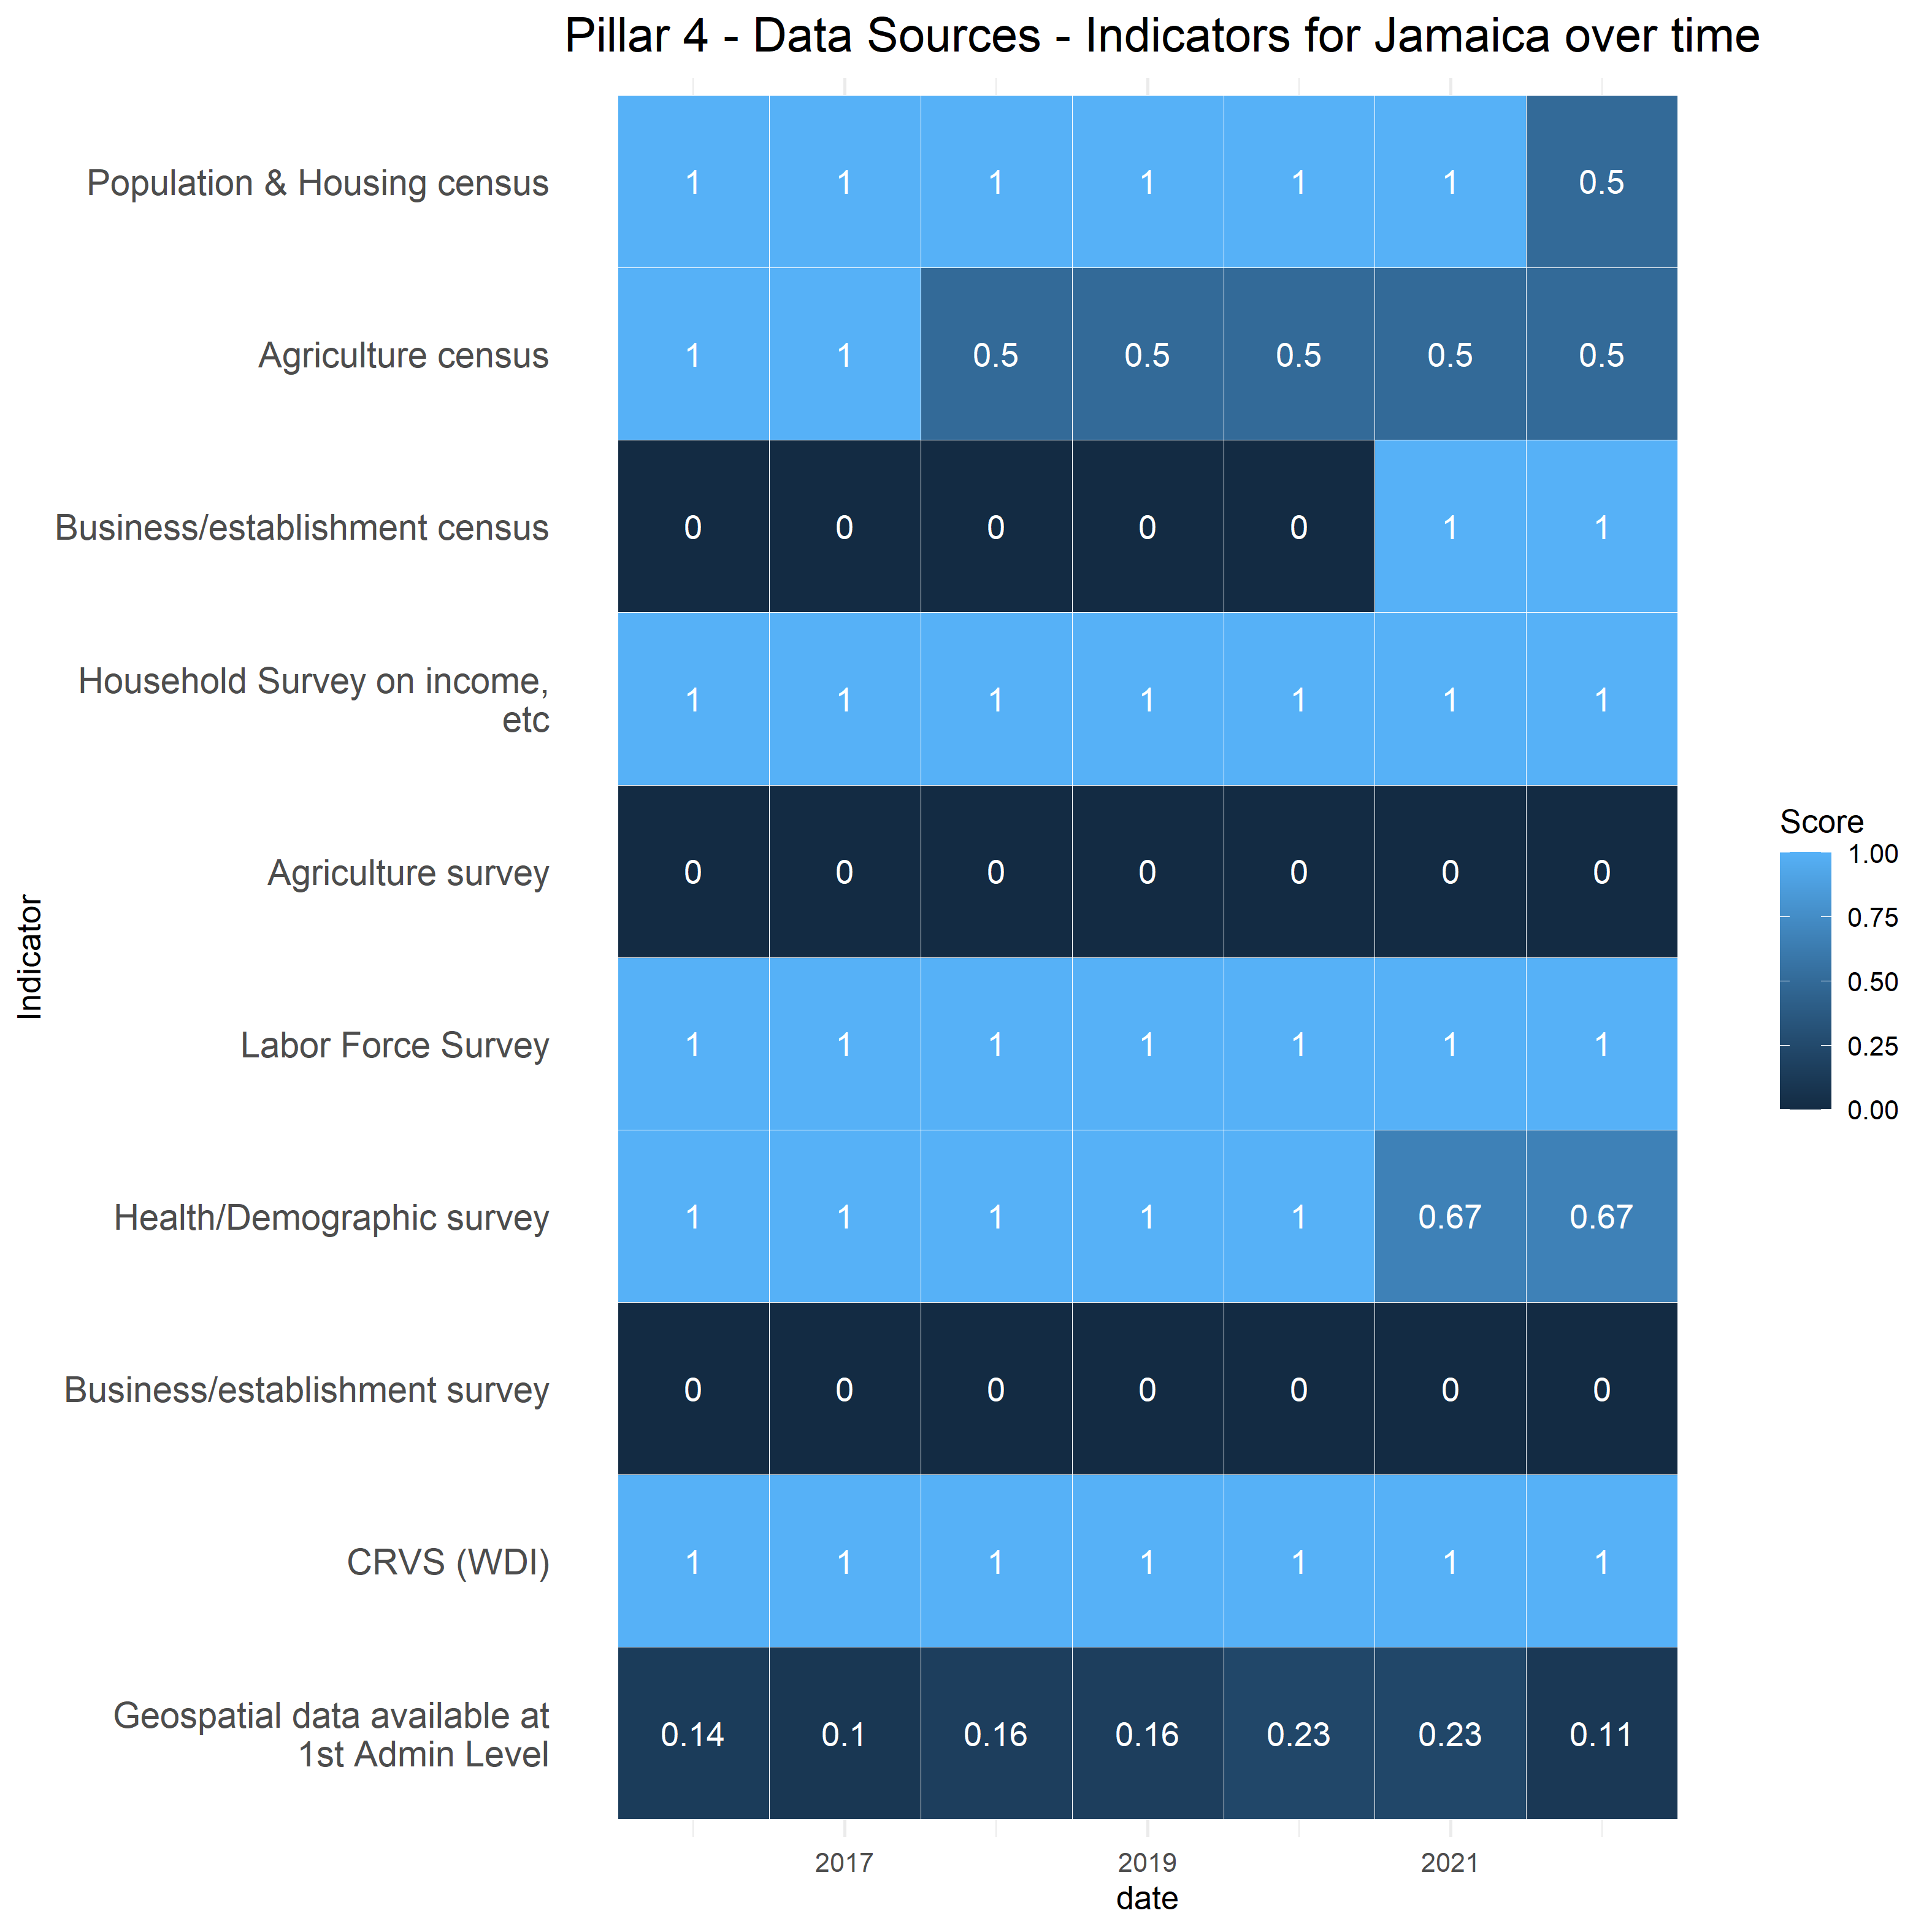 Pillar 4 - Data Sources - Indicators for Jamaica over time
Population & Housing census 1 1 1 1 1 1 0.5
Agriculture census 1 1 0.5 0.5 0.5 0.5 0.5
Business/establishment census 0 0 0 0 0 1 1
Household Survey on income,
etc
1 1 1 1 1 1 1
Agriculture survey 0 0 0 0 0 0 0
Labor Force Survey 1 1 1 1 1 1 1
Health/Demographic survey 1 1 1 1 1 0.67 0.67
Business/establishment survey 0 0 0 0 0 0 0
CRVS (WDI) 1 1 1 1 1 1 1
Geospatial data available at
1st Admin Level
0.14 0.1 0.16 0.16 0.23 0.23 0.11
2017 2019 2021
date
Indicator
Score
1.00
0.75
0.50
0.25
0.00